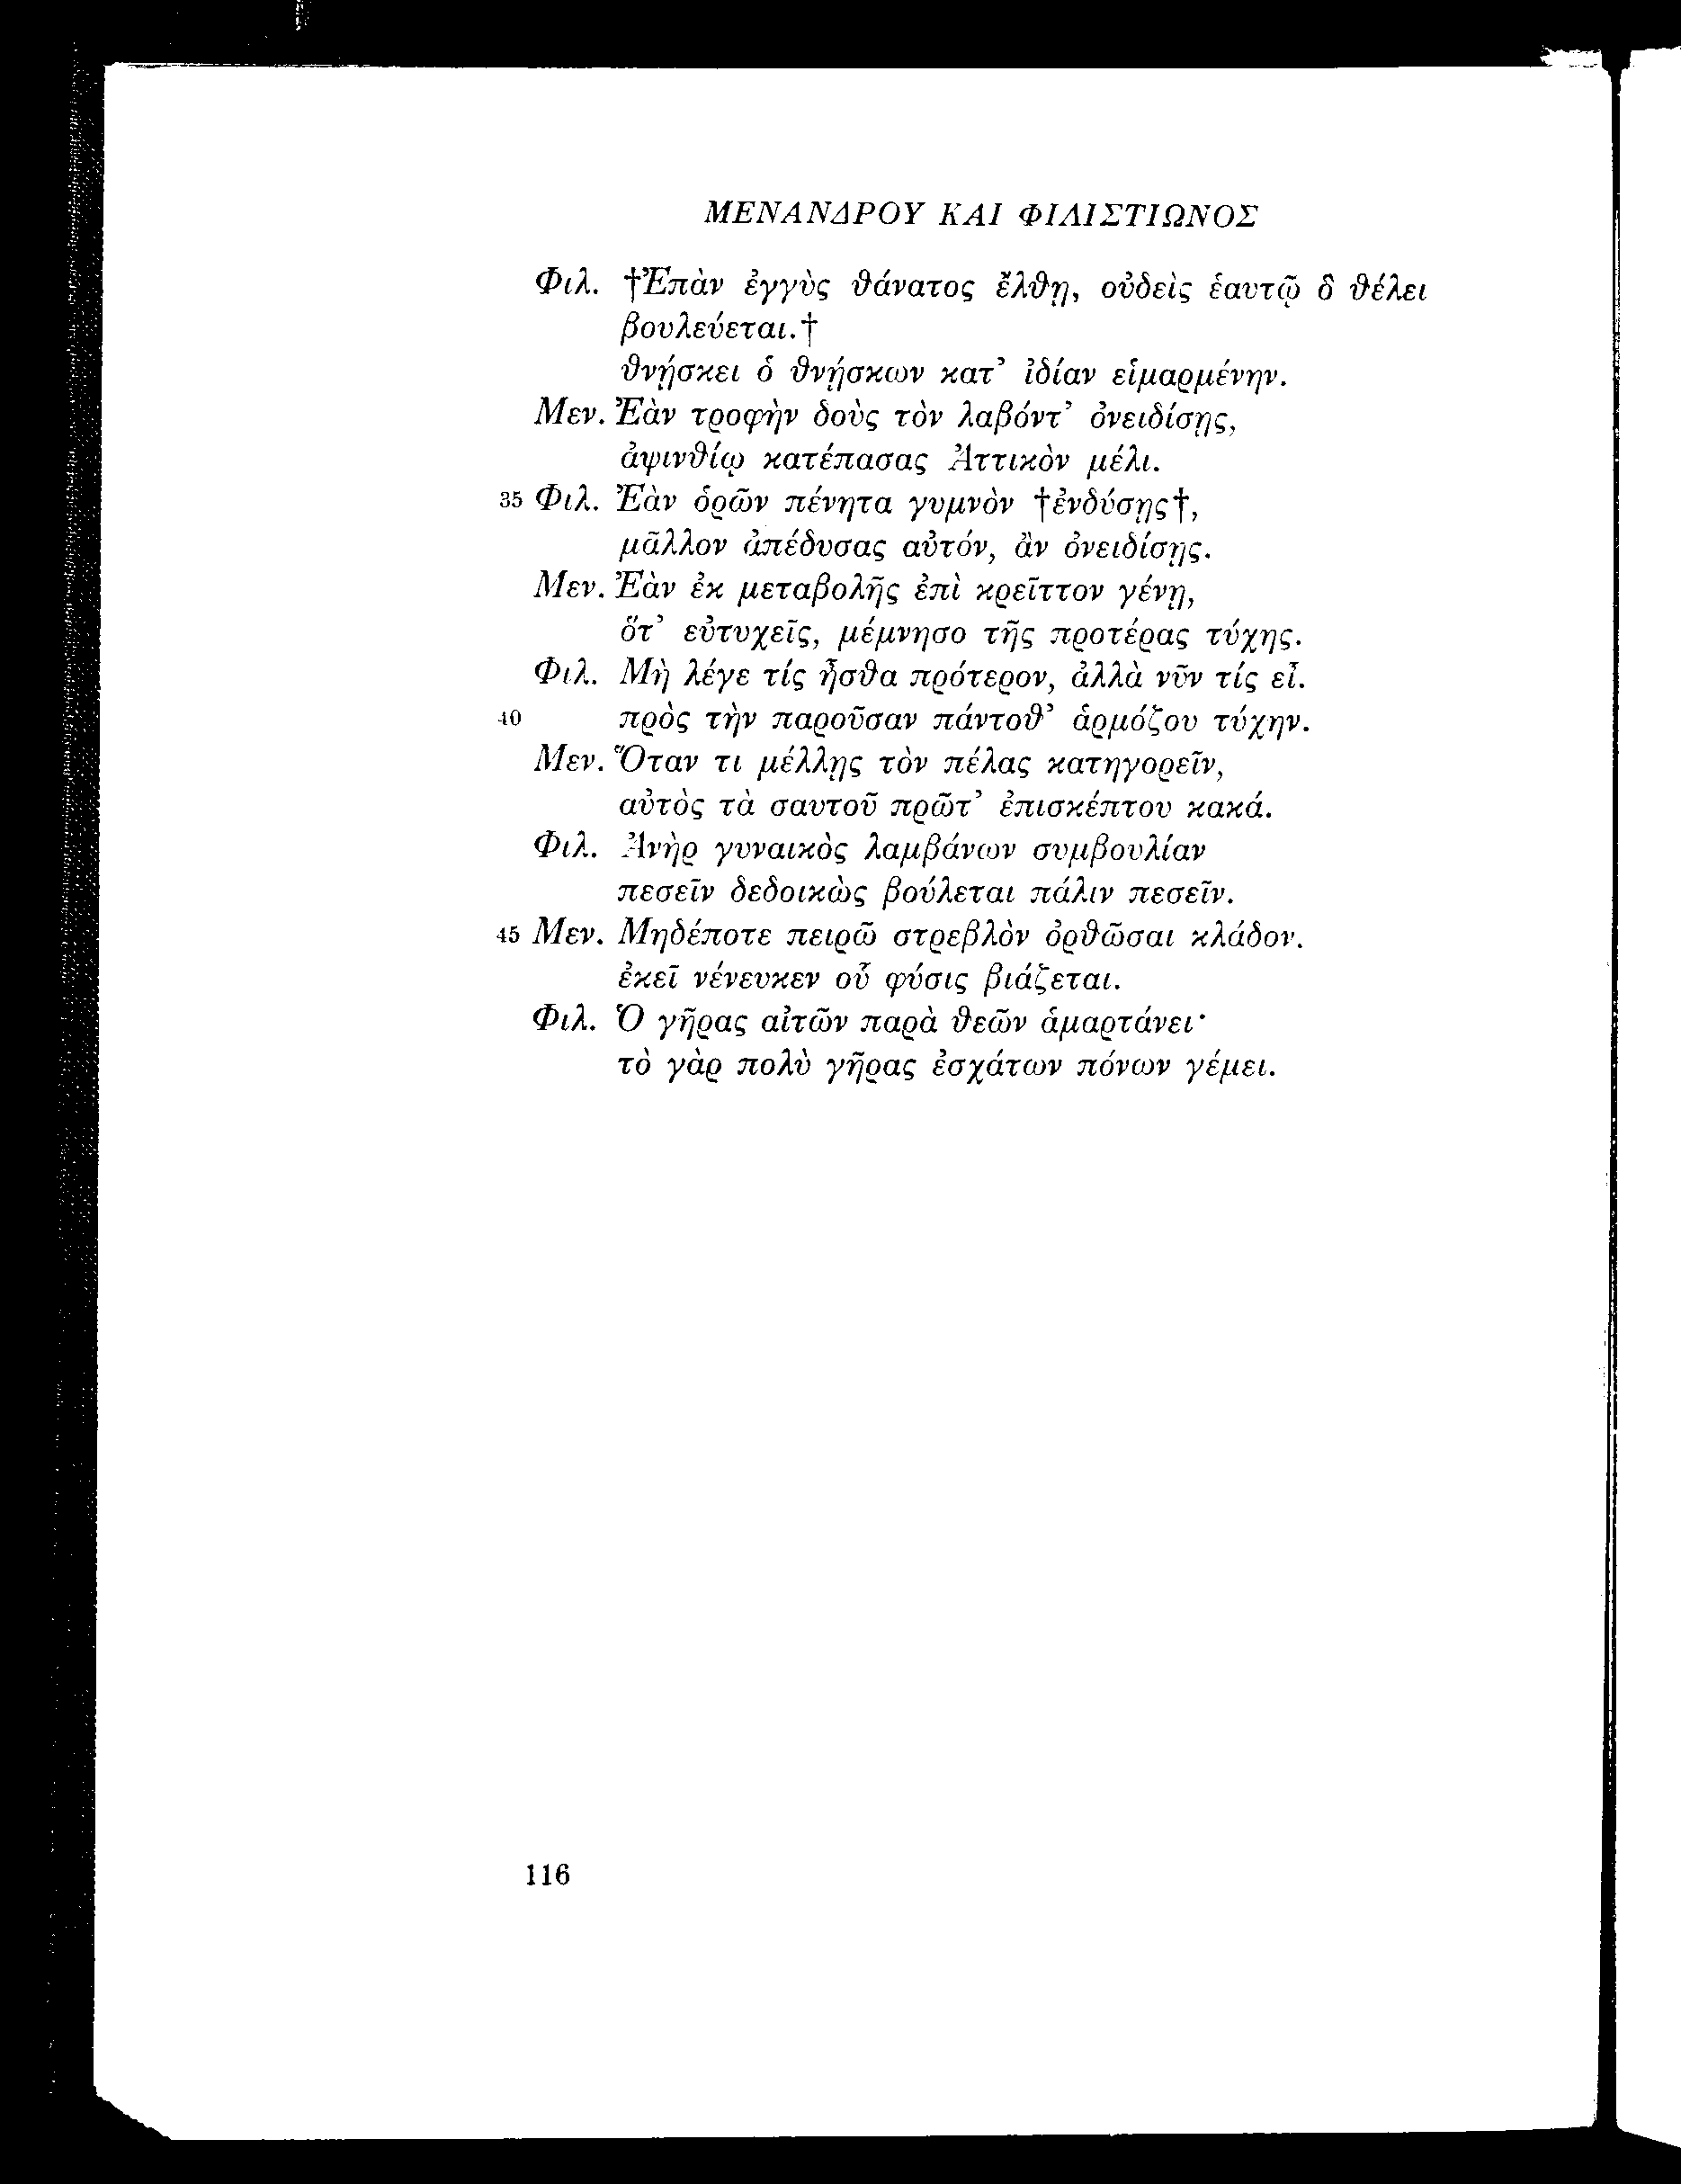 ΜΕΝΑΝΔΡΟΥ ΚΑΙ ΦΙΛΙΣΤΙΩΝΟΣ
Φιλ. †Ἐπὰν ἐγγὺς θάνατος ἔλθῃ, οὐδεὶς ἑαυτῷ ὃ θέλει
βουλεύεται.†
θνῄσκει ὁ θνῄσκων κατ’ ἰδίαν εἱμαρμένην.
Μεν. Ἐὰν τροφὴν δοὺς τὸν λαβόντ’ ὀνειδίσῃς,
ἀψινθίῳ κατέπασας Ἀττικὸν μέλι.
35 Φιλ. Ἐὰν ὁρῶν πένητα γυμνὸν †ἐνδύσῃς†,
μᾶλλον ἀπέδυσας αὐτόν, ἂν ὀνειδίσῃς.
Μεν. Ἐὰν ἐκ μεταβολῆς ἐπὶ κρεῖττον γένῃ,
ὅτ’ εὐτυχεῖς, μέμνησο τῆς προτέρας τύχης.
Φιλ. Μὴ λέγε τίς ἦσθα πρότερον, ἀλλὰ νῦν τίς εἶ.
40 πρὸς τὴν παροῦσαν πάντοθ’ ἁρμόζου τύχην.
Μεν. Ὅταν τι μέλλῃς τὸν πέλας κατηγορεῖν,
αὐτὸς τὰ σαυτοῦ πρῶτ’ ἐπισκέπτου κακά.
Φιλ. Ἀνὴρ γυναικὸς λαμβάνων συμβουλίαν
πεσεῖν δεδοικὼς βούλεται πάλιν πεσεῖν.
45 Μεν. Μηδέποτε πειρῶ στρεβλὸν ὀρθῶσαι κλάδον.
ἐκεῖ νένευκεν οὗ φύσις βιάζεται.
Φιλ. Ὁ γῆρας αἰτῶν παρὰ θεῶν ἁμαρτάνει·
τὸ γὰρ πολὺ γῆρας ἐσχάτων πόνων γέμει.
116